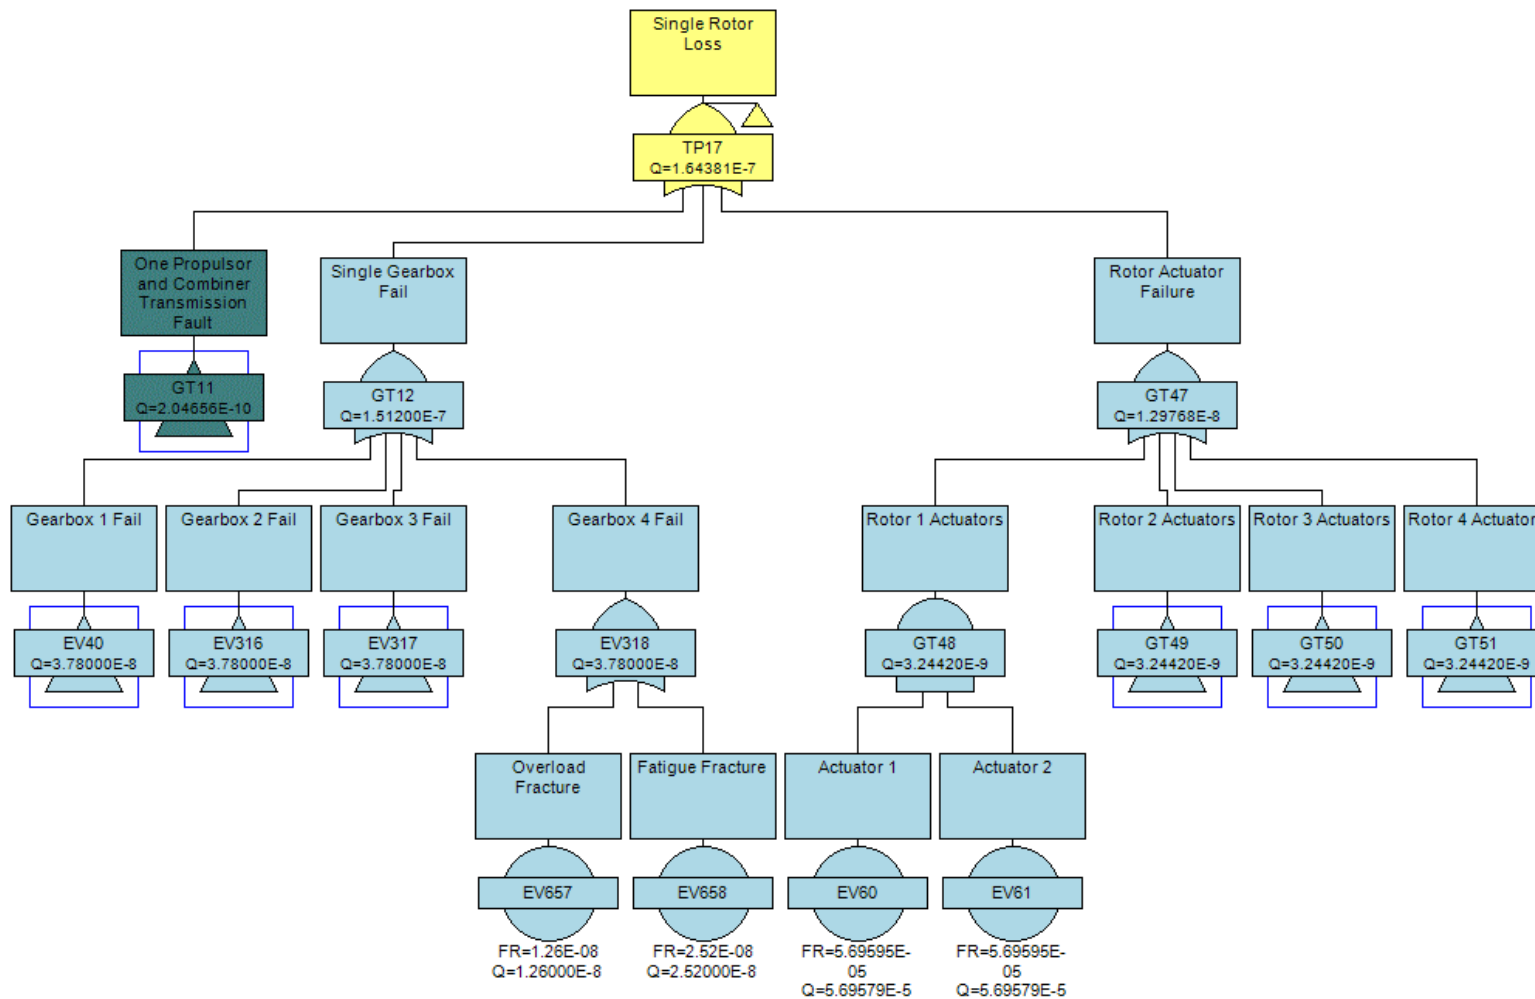 Single Rotor
Loss
TP17
Q=1.64381E-7
One Propulsor
and Combiner
Transmission
Fault
GT11
Q=2.04656E-10
Single Gearbox
Fail
GT12
Q=1.51200E-7
Rotor Actuator
Failure
GT47
Q=1.29768E-8
Gearbox 1 Fail
EV40
Q=3.78000E-8
Gearbox 2 Fail
EV316
Q=3.78000E-8
Gearbox 3 Fail
EV317
Q=3.78000E-8
Gearbox 4 Fail
EV318
Q=3.78000E-8
Rotor 1 Actuators
GT48
Q=3.24420E-9
Rotor 2 Actuators
GT49
Q=3.24420E-9
Rotor 3 Actuators
GT50
Q=3.24420E-9
Rotor 4 Actuator
GT51
Q=3.24420E-9
Overload
Fracture
EV657
FR=1.26E-08
Q=1.26000E-8
Fatigue Fracture
EV658
FR=2.52E-08
Q=2.52000E-8
Actuator 1
EV60
FR=5.69595E-
05
Q=5.69579E-5
Actuator 2
EV61
FR=5.69595E-
05
Q=5.69579E-5